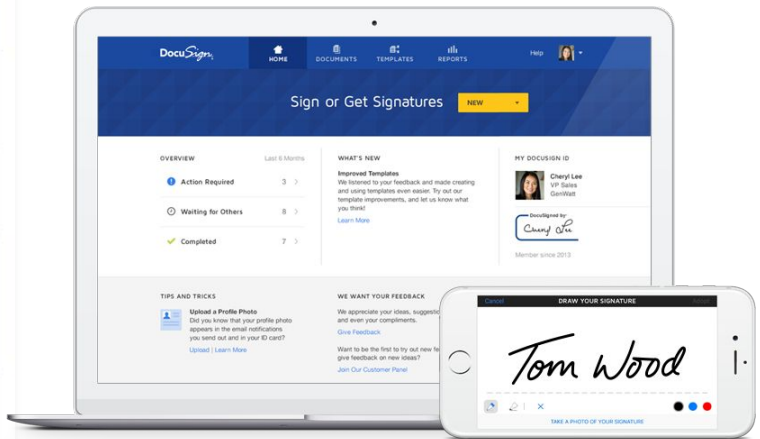 DocuSign
HOME
DOCUMENTS
TEMPLATES
REPORTS
Help
Sign or Get Signatures
NEW
OVERVIEW
Last 6 Months
Action Required 3
Waiting for Others 8
Completed 7
WHAT'S NEW
Improved Templates
We listened to your feedback and made creating
and using templates even easier. Try out our
template improvements, and let us know what
you think!
Learn More
MY DOCUSIGN ID
Cheryl Lee
VP Sales
GenWatt
DocuSigned by:
Cheryl Lee
Member since 2013
TIPS AND TRICKS
Upload a Profile Photo
Did you know that your profile photo
appears in the email notifications
you send out and in your ID card?
Upload | Learn More
WE WANT YOUR FEEDBACK
We appreciate your ideas,
and even your compliments.
Give Feedback
Want to be the first to try out new
give feedback on new ideas?
Join Our Customer Panel
Cancel
DRAW YOUR SIGNATURE
Adopt
Tom Wood
TAKE A PHOTO OF YOUR SIGNATURE